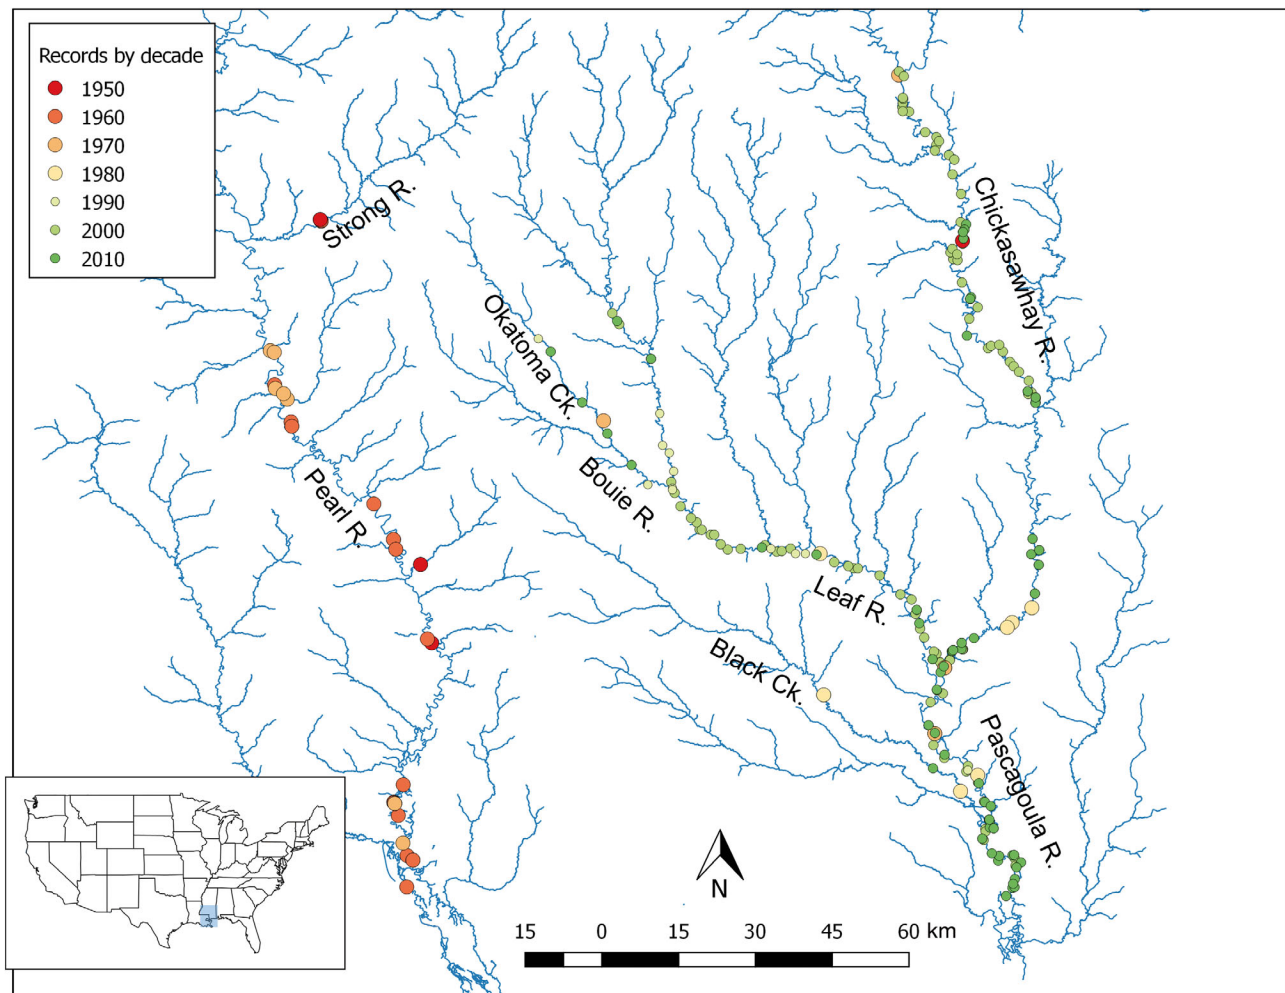 Records by decade
1950
1960
1970
1980
1990
2000
2010
Strong R.
Chickasawhay R.
Okatoma Ck.
Bouie R.
Pearl R.
Leaf R.
Black Ck.
Pascagoula R.
N
15 0 15 30 45 60 km